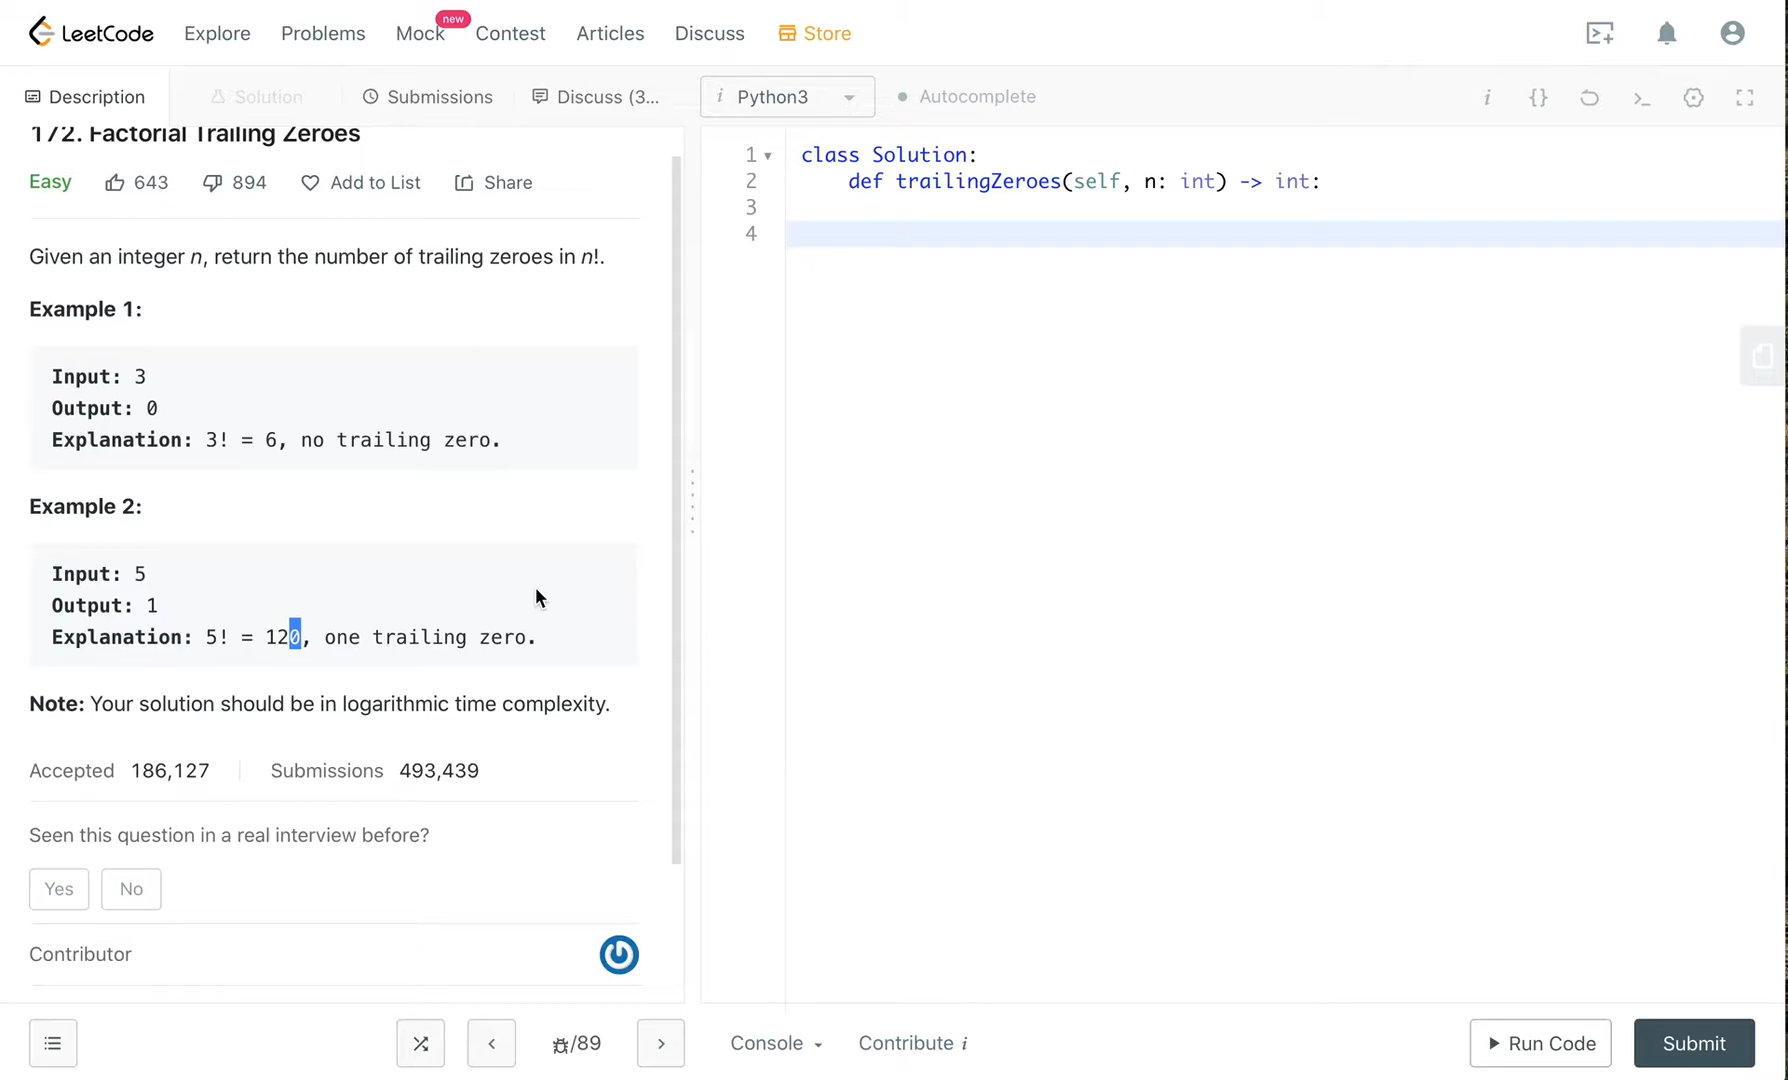 LeetCode Explore Problems Mock new Contest Articles Discuss Store
Description Solution Submissions Discuss (3... i Python3 Autocomplete i {}
172. Factorial Trailing Zeroes
Easy 643 894 Add to List Share
Given an integer n, return the number of trailing zeroes in n!.
Example 1:
Input: 3
Output: 0
Explanation: 3! = 6, no trailing zero.
Example 2:
Input: 5
Output: 1
Explanation: 5! = 120, one trailing zero.
Note: Your solution should be in logarithmic time complexity.
Accepted 186,127 Submissions 493,439
Seen this question in a real interview before?
Yes No
Contributor
1 class Solution:
2 def trailingZeroes(self, n: int) -> int:
3
4
/89 Console Contribute i Run Code Submit